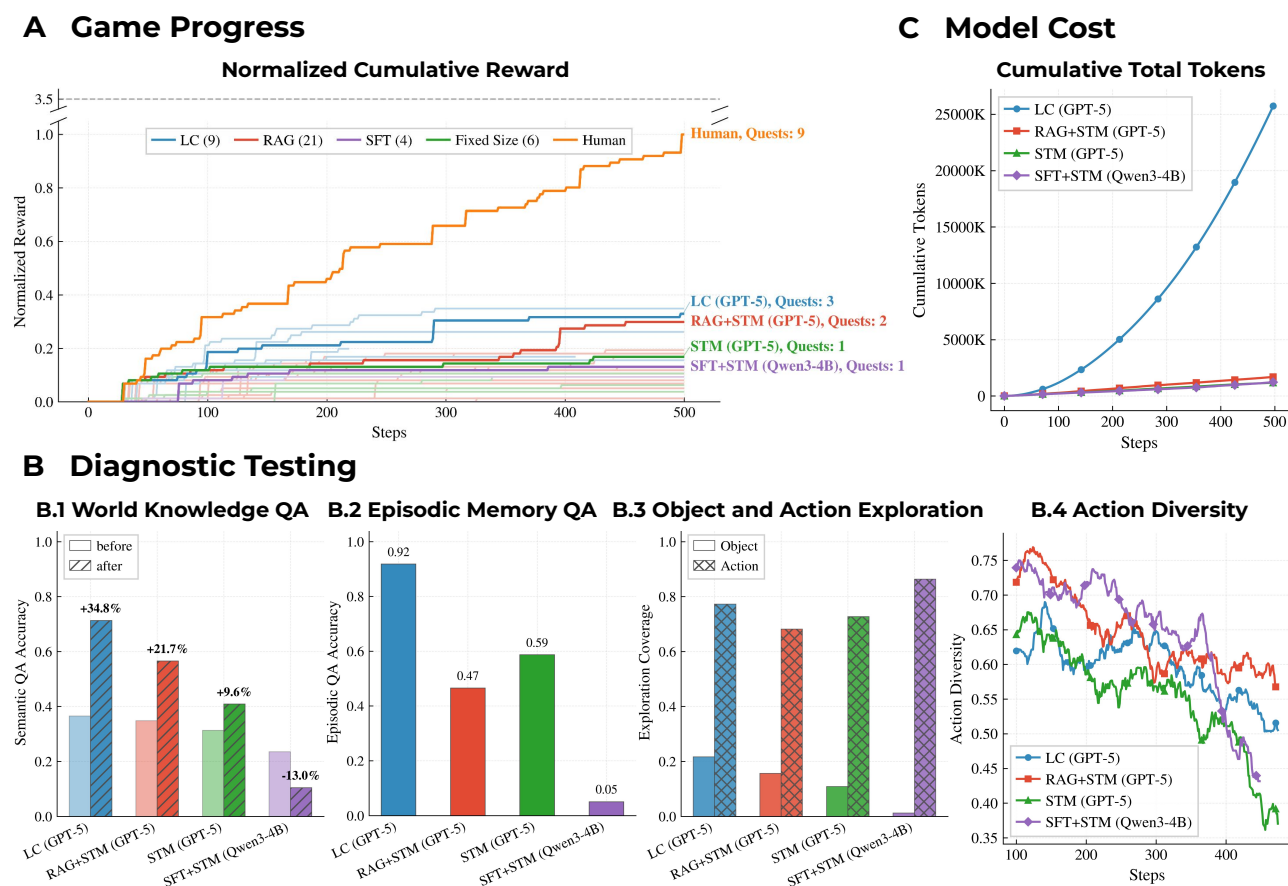 A Game Progress
Normalized Cumulative Reward
3.5
1.0
0.8
0.6
0.4
0.2
0.0
Normalized Reward
LC (9)
RAG (21)
SFT (4)
Fixed Size (6)
Human
Human, Quests: 9
LC (GPT-5), Quests: 3
RAG+STM (GPT-5), Quests: 2
STM (GPT-5), Quests: 1
SFT+STM (Qwen3-4B), Quests: 1
0 100 200 300 400 500
Steps
C Model Cost
Cumulative Total Tokens
25000K
20000K
15000K
10000K
5000K
0
Cumulative Tokens
LC (GPT-5)
RAG+STM (GPT-5)
STM (GPT-5)
SFT+STM (Qwen3-4B)
0 100 200 300 400 500
Steps
B Diagnostic Testing
B.1 World Knowledge QA
1.0
0.8
0.6
0.4
0.2
0.0
Semantic QA Accuracy
before
after
+34.8%
+21.7%
+9.6%
-13.0%
LC (GPT-5)
RAG+STM (GPT-5)
STM (GPT-5)
SFT+STM (Qwen3-4B)
B.2 Episodic Memory QA
1.0
0.8
0.6
0.4
0.2
0.0
Episodic QA Accuracy
0.92
0.47
0.59
0.05
LC (GPT-5)
RAG+STM (GPT-5)
STM (GPT-5)
SFT+STM (Qwen3-4B)
B.3 Object and Action Exploration
1.0
0.8
0.6
0.4
0.2
0.0
Exploration Coverage
Object
Action
LC (GPT-5)
RAG+STM (GPT-5)
STM (GPT-5)
SFT+STM (Qwen3-4B)
B.4 Action Diversity
0.75
0.70
0.65
0.60
0.55
0.50
0.45
0.40
0.35
Action Diversity
LC (GPT-5)
RAG+STM (GPT-5)
STM (GPT-5)
SFT+STM (Qwen3-4B)
100 200 300 400
Steps